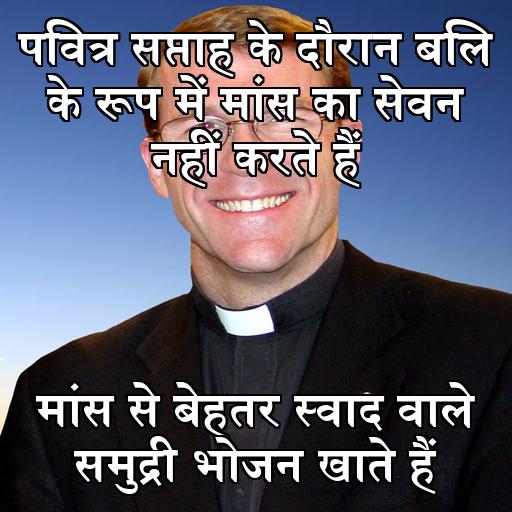 पवित्र सप्ताह के दौरान बलि
के रूप में मांस का सेवन
नहीं करते हैं
मांस से बेहतर स्वाद वाले
समुद्री भोजन खाते हैं